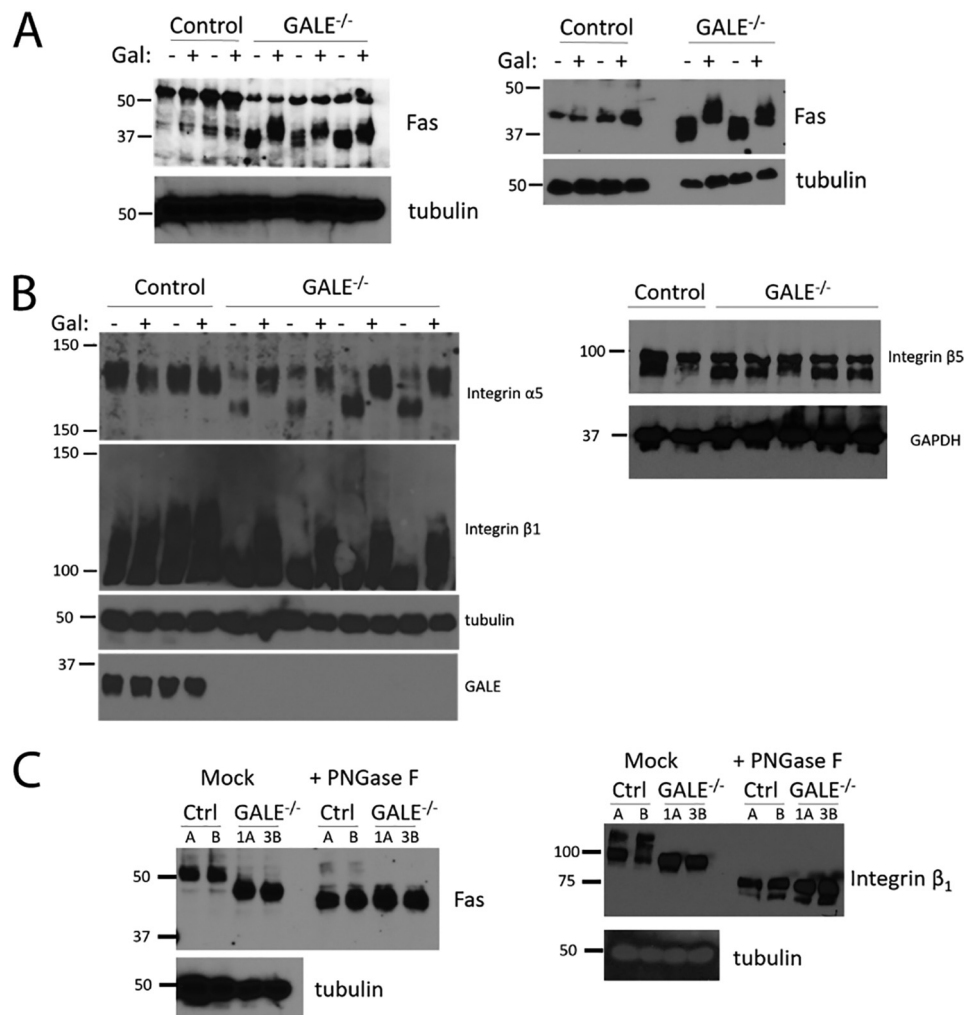 A
Control GALE-/-
Gal: - + - + - + - + - +
50
37
Fas
50
tubulin
Control GALE-/-
Gal: - + - + - + - +
50
37
Fas
50
tubulin
B
Control GALE-/-
Gal: - + - + - + - + - + - +
150
Integrin α5
150
150
Integrin β1
100
50
tubulin
37
GALE
Control GALE-/-
100
Integrin β5
37
GAPDH
C
Mock + PNGase F
Ctrl GALE-/- Ctrl GALE-/-
A B 1A 3B A B 1A 3B
50
Fas
37
50
tubulin
Mock + PNGase F
Ctrl GALE-/- Ctrl GALE-/-
A B 1A 3B A B 1A 3B
100
75
Integrin β1
50
tubulin